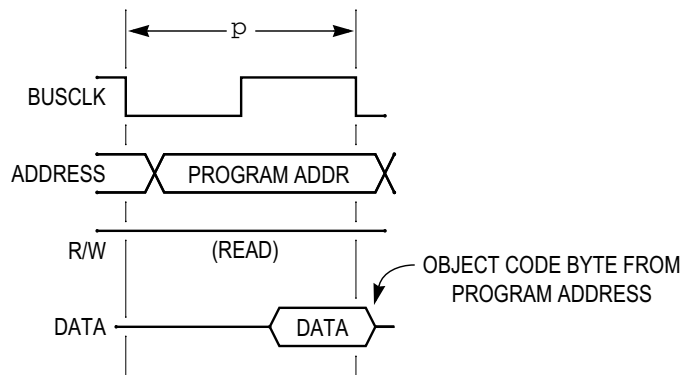 p
BUSCLK
ADDRESS
PROGRAM ADDR
R/W
(READ)
OBJECT CODE BYTE FROM
PROGRAM ADDRESS
DATA
DATA